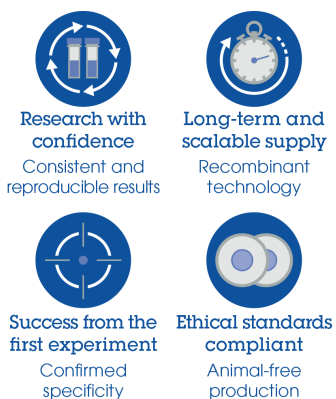 Research with
confidence
Consistent and
reproducible results
Long-term and
scalable supply
Recombinant
technology
Success from the
first experiment
Confirmed
specificity
Ethical standards
compliant
Animal-free
production